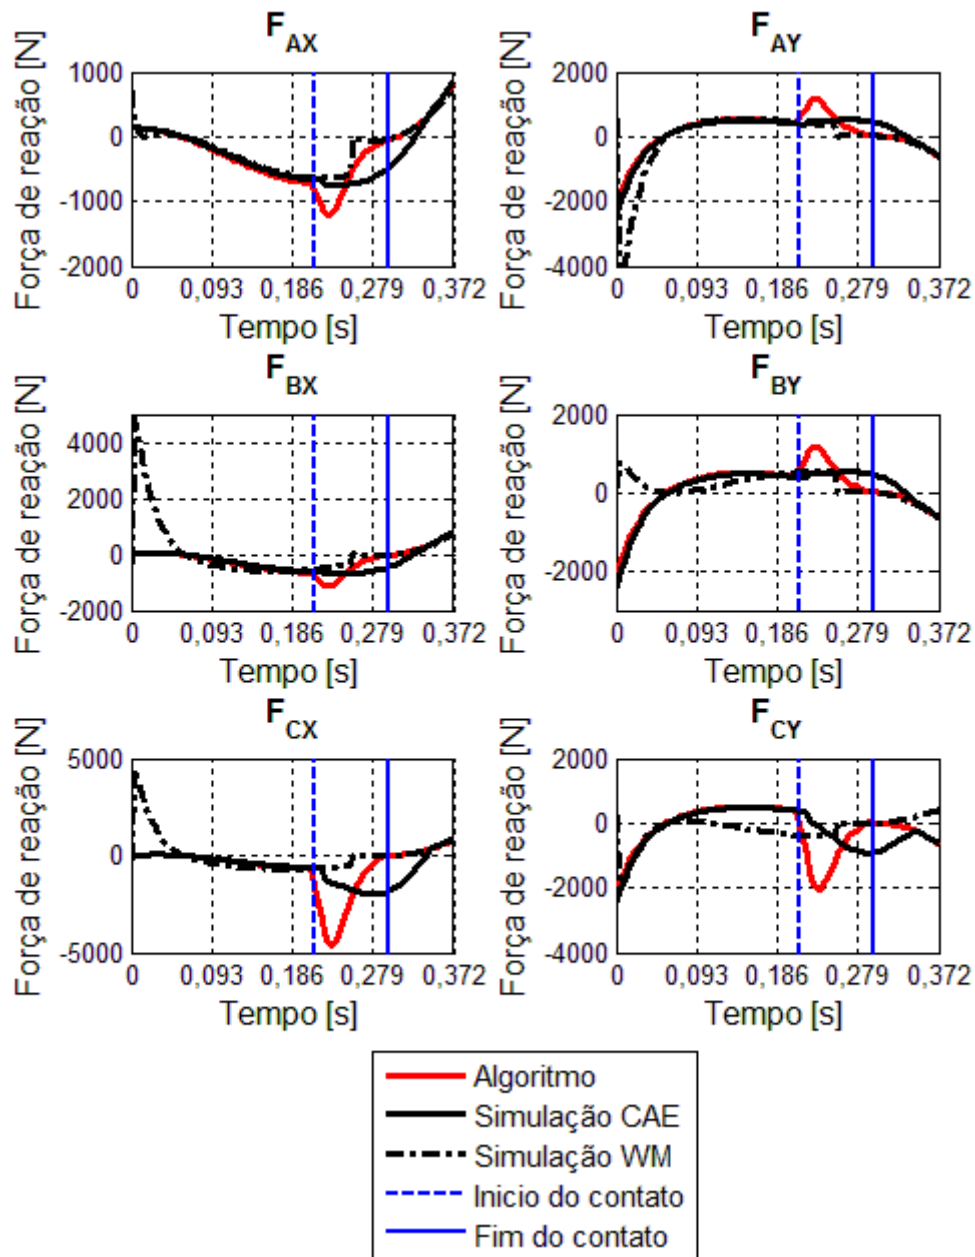 F_AX
F_AY
Força de reação [N]
1000
0
-1000
-2000
0 0,093 0,186 0,279 0,372
Tempo [s]
Força de reação [N]
2000
0
-2000
-4000
0 0,093 0,186 0,279 0,372
Tempo [s]
F_BX
F_BY
Força de reação [N]
4000
2000
0
-2000
0 0,093 0,186 0,279 0,372
Tempo [s]
Força de reação [N]
2000
0
-2000
0 0,093 0,186 0,279 0,372
Tempo [s]
F_CX
F_CY
Força de reação [N]
5000
0
-5000
0 0,093 0,186 0,279 0,372
Tempo [s]
Força de reação [N]
2000
0
-2000
-4000
0 0,093 0,186 0,279 0,372
Tempo [s]
Algoritmo
Simulação CAE
Simulação WM
Inicio do contato
Fim do contato